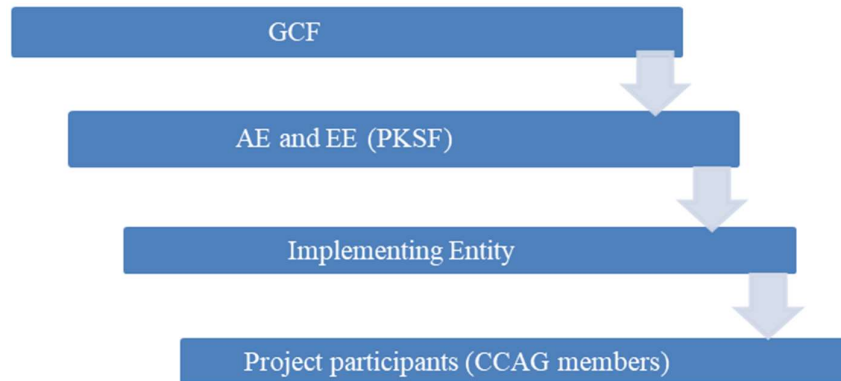 GCF
AE and EE (PKSF)
Implementing Entity
Project participants (CCAG members)